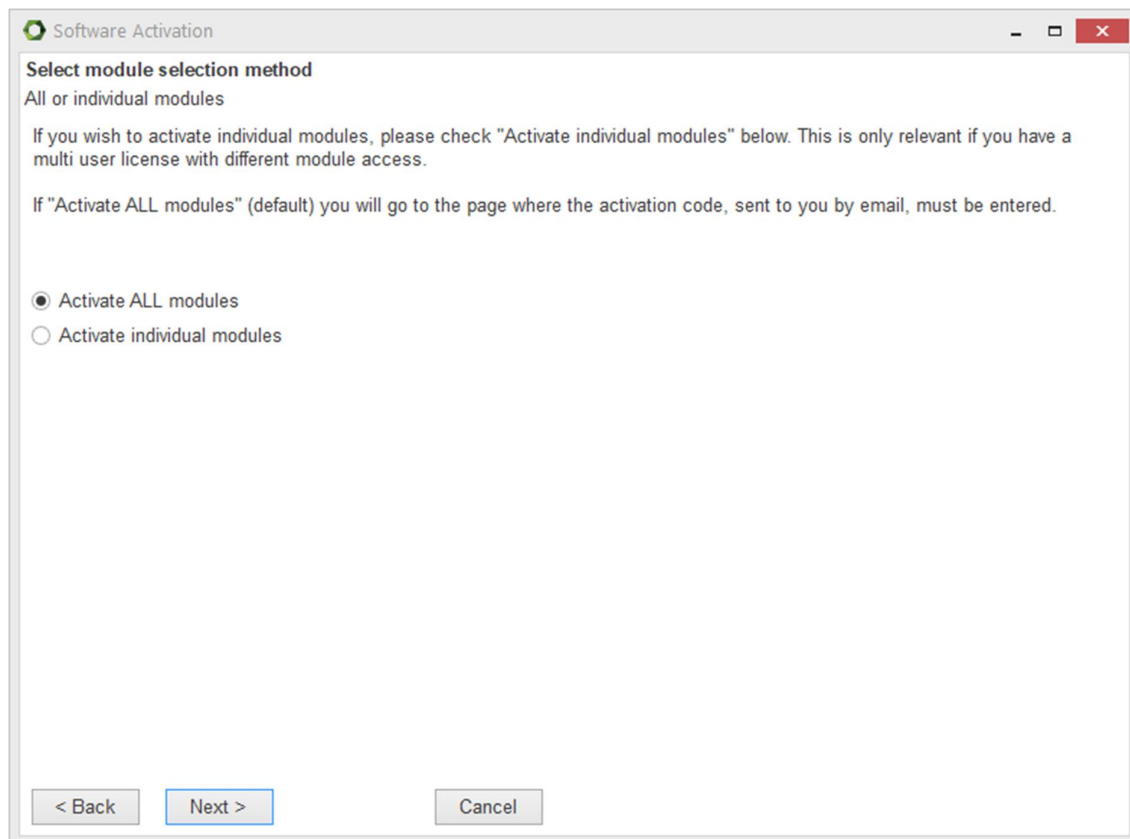 Software Activation
Select module selection method
All or individual modules
If you wish to activate individual modules, please check "Activate individual modules" below. This is only relevant if you have a
multi user license with different module access.
If "Activate ALL modules" (default) you will go to the page where the activation code, sent to you by email, must be entered.
Activate ALL modules
Activate individual modules
< Back Next > Cancel